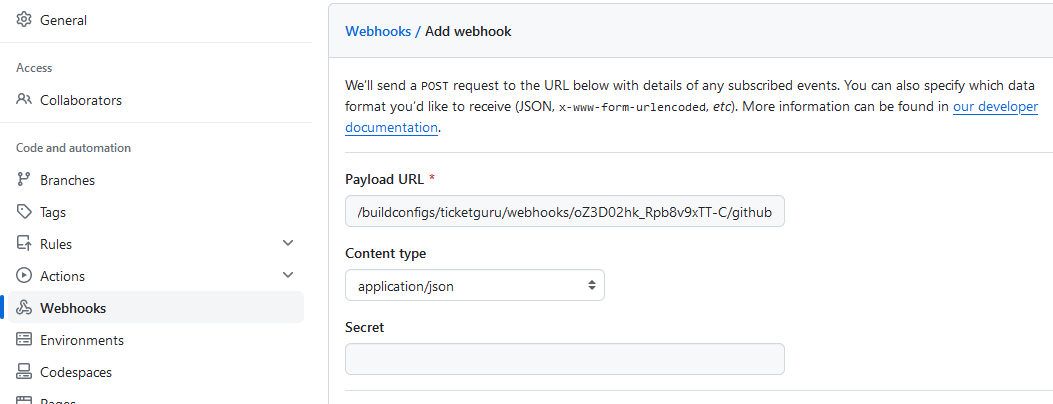 General
Access
Collaborators
Code and automation
Branches
Tags
Rules
Actions
Webhooks
Environments
Codespaces
Pages
Webhooks / Add webhook
We'll send a POST request to the URL below with details of any subscribed events. You can also specify which data
format you'd like to receive (JSON, x-www-form-urlencoded, etc). More information can be found in our developer
documentation.
Payload URL *
/buildconfigs/ticketguru/webhooks/oZ3D02hk_Rpb8v9xTT-C/github
Content type
application/json
Secret